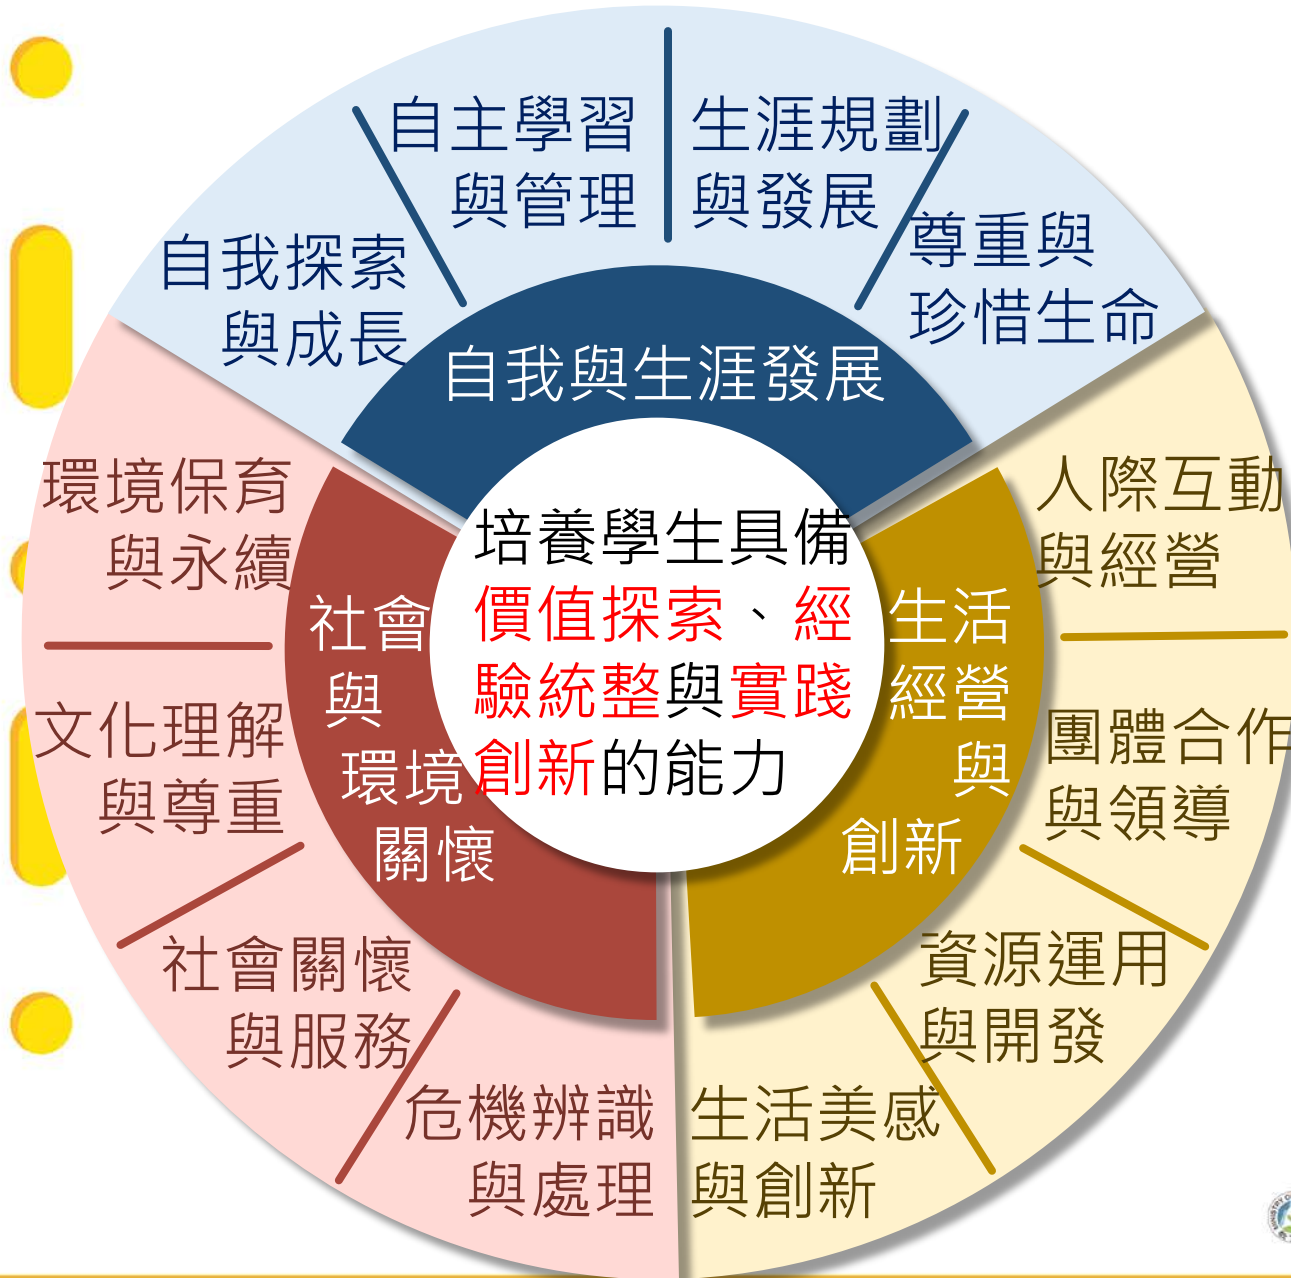 自主學習
與管理
生涯規劃
與發展
自我探索
與成長
尊重與
珍惜生命
自我與生涯發展
環境保育
與永續
人際互動
與經營
培養學生具備
價值探索、經
驗統整與實踐
創新的能力
社會
與
環境
關懷
生活
經營
與
創新
文化理解
與尊重
團體合作
與領導
社會關懷
與服務
資源運用
與開發
危機辨識
與處理
生活美感
與創新